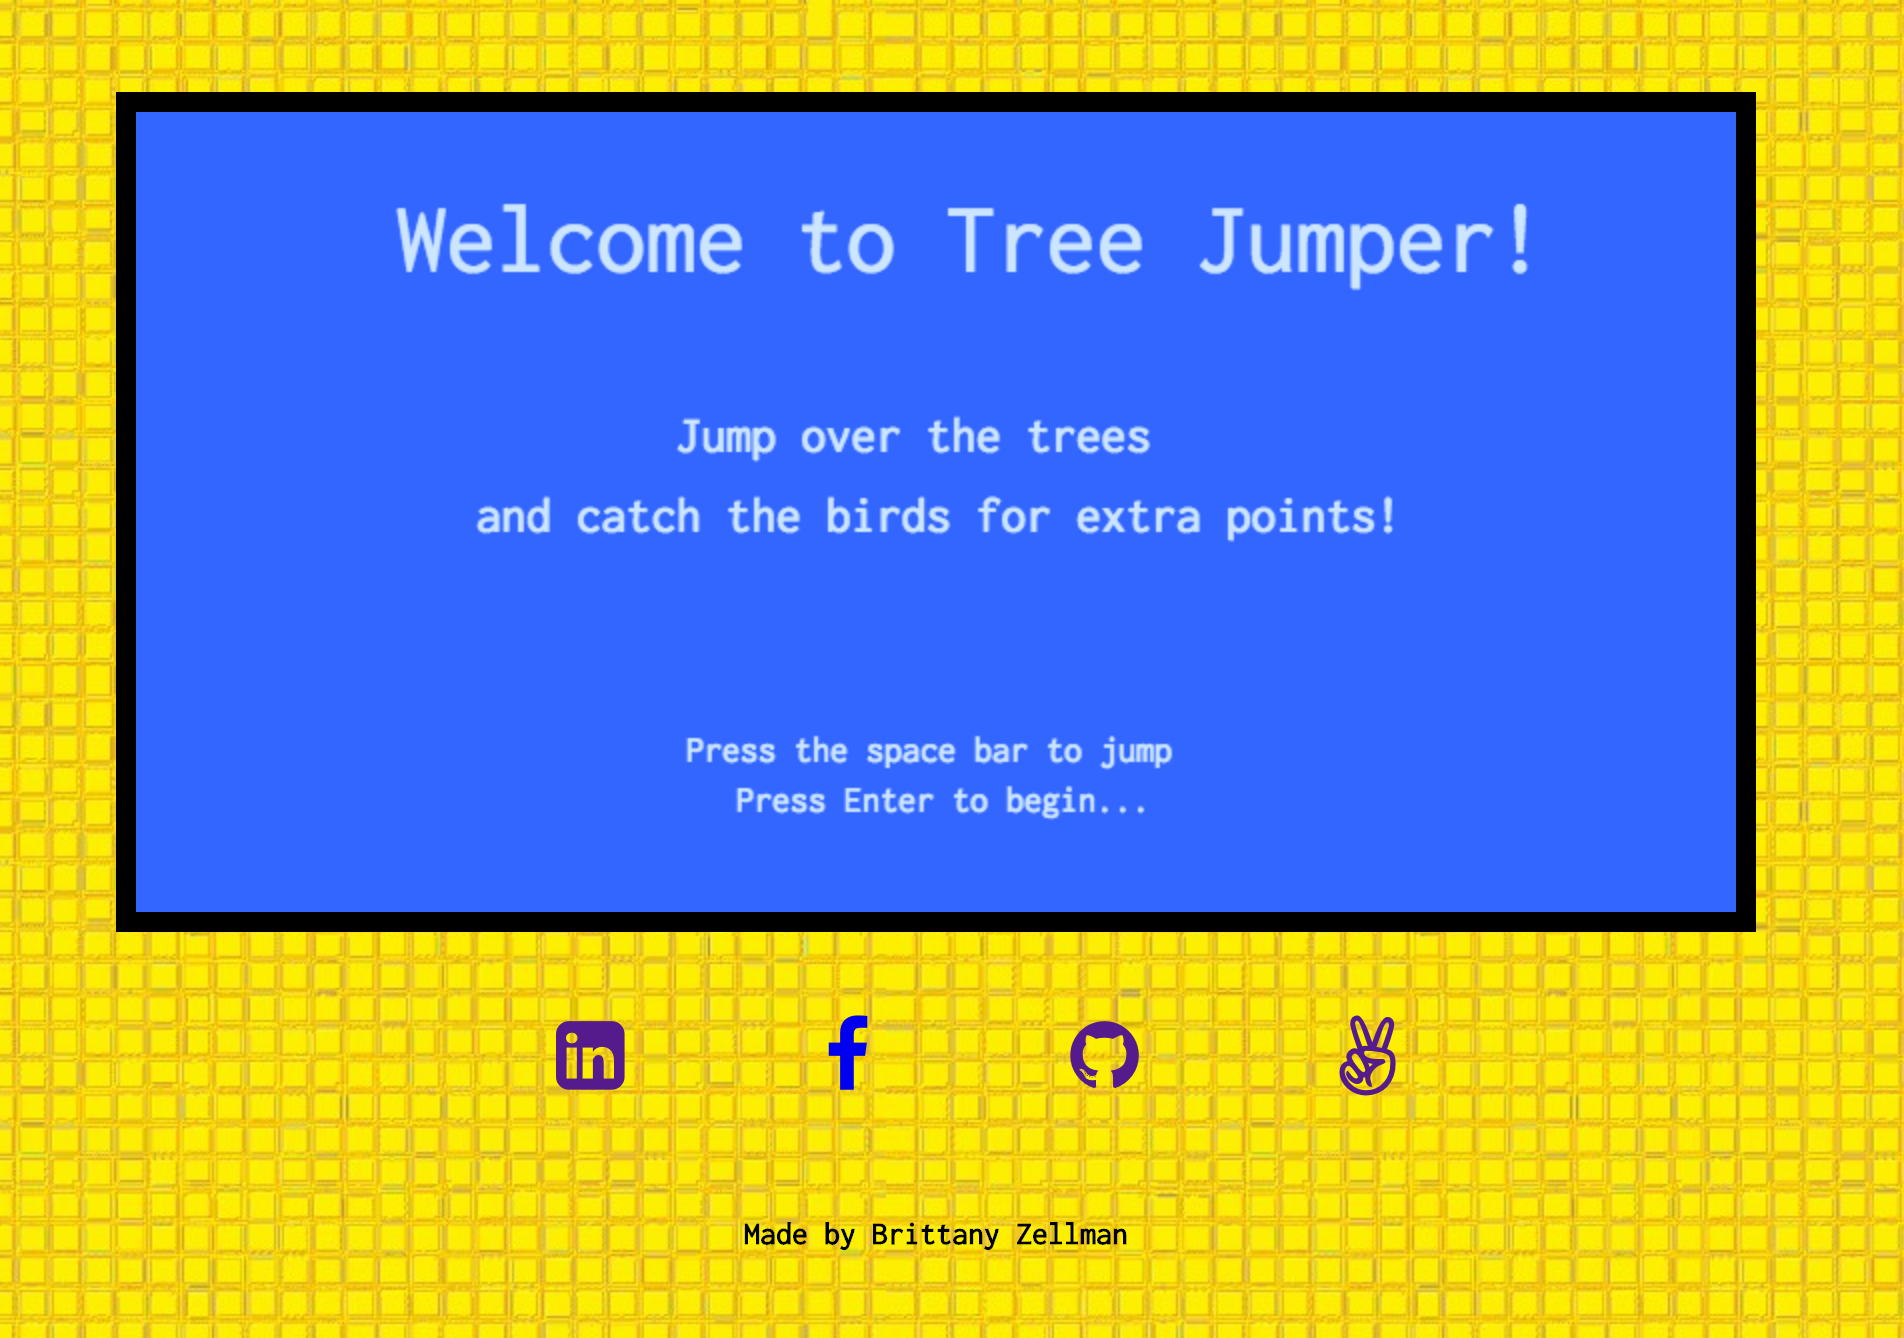 Welcome to Tree Jumper!
Jump over the trees
and catch the birds for extra points!
Press the space bar to jump
Press Enter to begin...
in
f
Made by Brittany Zellman